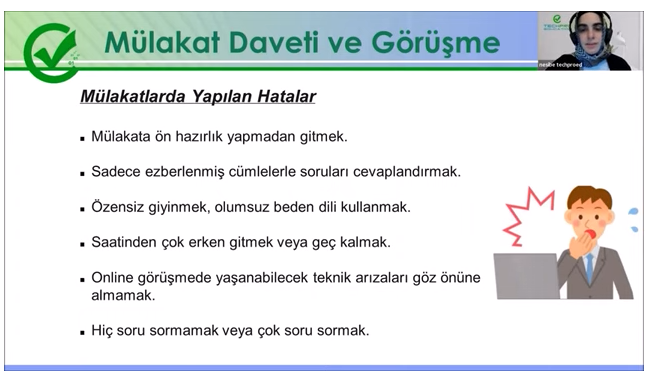 Mülakat Daveti ve Görüşme
nesibe techproed
Mülakatlarda Yapılan Hatalar
Mülakata ön hazırlık yapmadan gitmek.
Sadece ezberlenmiş cümlelerle soruları cevaplandırmak.
Özensiz giyinmek, olumsuz beden dili kullanmak.
Saatinden çok erken gitmek veya geç kalmak.
Online görüşmede yaşanabilecek teknik arızaları göz önüne
almamak.
Hiç soru sormamak veya çok soru sormak.